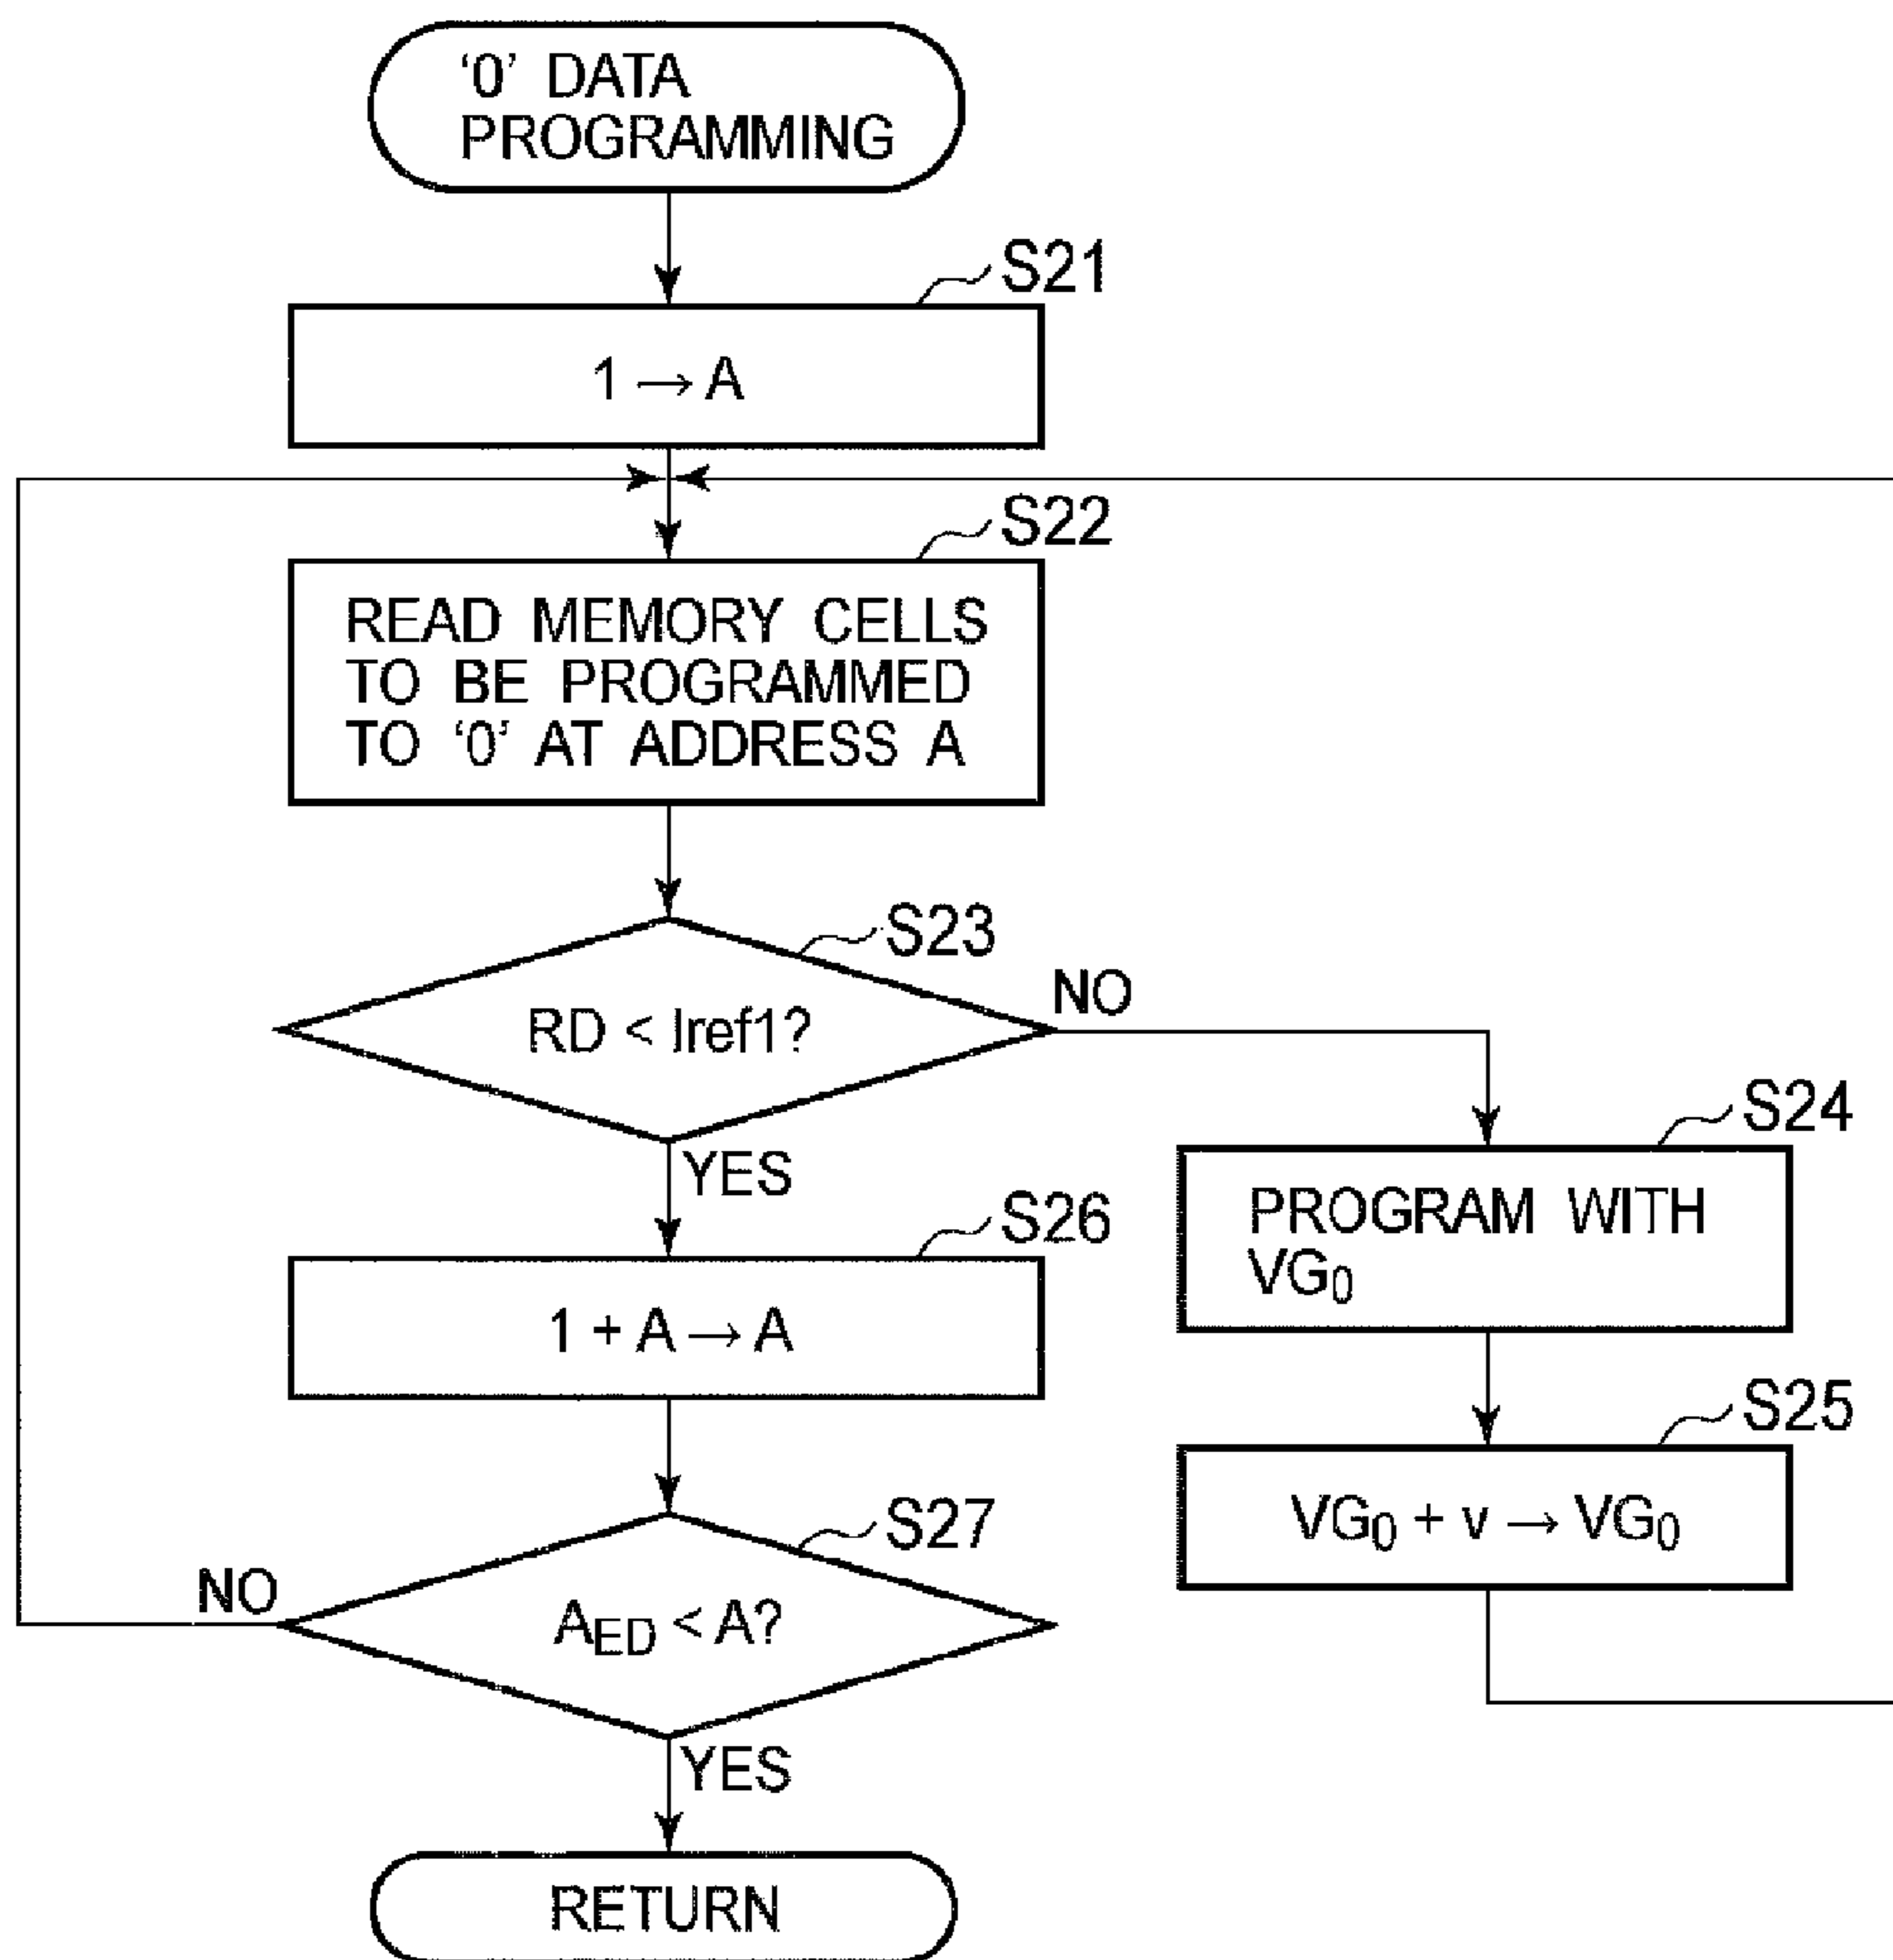 ‘0’ DATA
PROGRAMMING
S21
1 → A
S22
READ MEMORY CELLS
TO BE PROGRAMMED
TO ‘0’ AT ADDRESS A
S23
RD < Iref1?
NO
YES
S24
PROGRAM WITH
VG₀
S25
VG₀ + v → VG₀
S26
1 + A → A
S27
A_ED < A?
NO
YES
RETURN